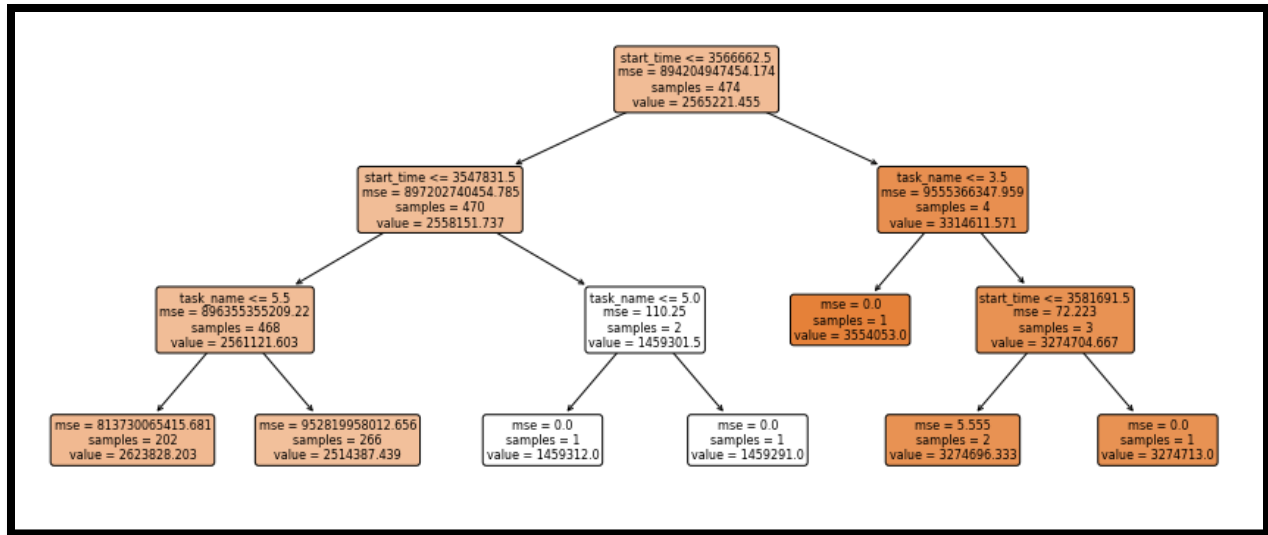 start_time <= 3566662.5
mse = 894204947454.174
samples = 474
value = 2565221.455
start_time <= 3547831.5
mse = 897202740454.785
samples = 470
value = 2558151.737
task_name <= 3.5
mse = 9555366347.959
samples = 4
value = 3314611.571
task_name <= 5.5
mse = 896355355209.22
samples = 468
value = 2561121.603
task_name <= 5.0
mse = 110.25
samples = 2
value = 1459301.5
mse = 0.0
samples = 1
value = 3554053.0
start_time <= 3581691.5
mse = 72.223
samples = 3
value = 3274704.667
mse = 813730065415.681
samples = 202
value = 2623828.203
mse = 952819958012.656
samples = 266
value = 2514387.439
mse = 0.0
samples = 1
value = 1459312.0
mse = 0.0
samples = 1
value = 1459291.0
mse = 5.555
samples = 2
value = 3274696.333
mse = 0.0
samples = 1
value = 3274713.0